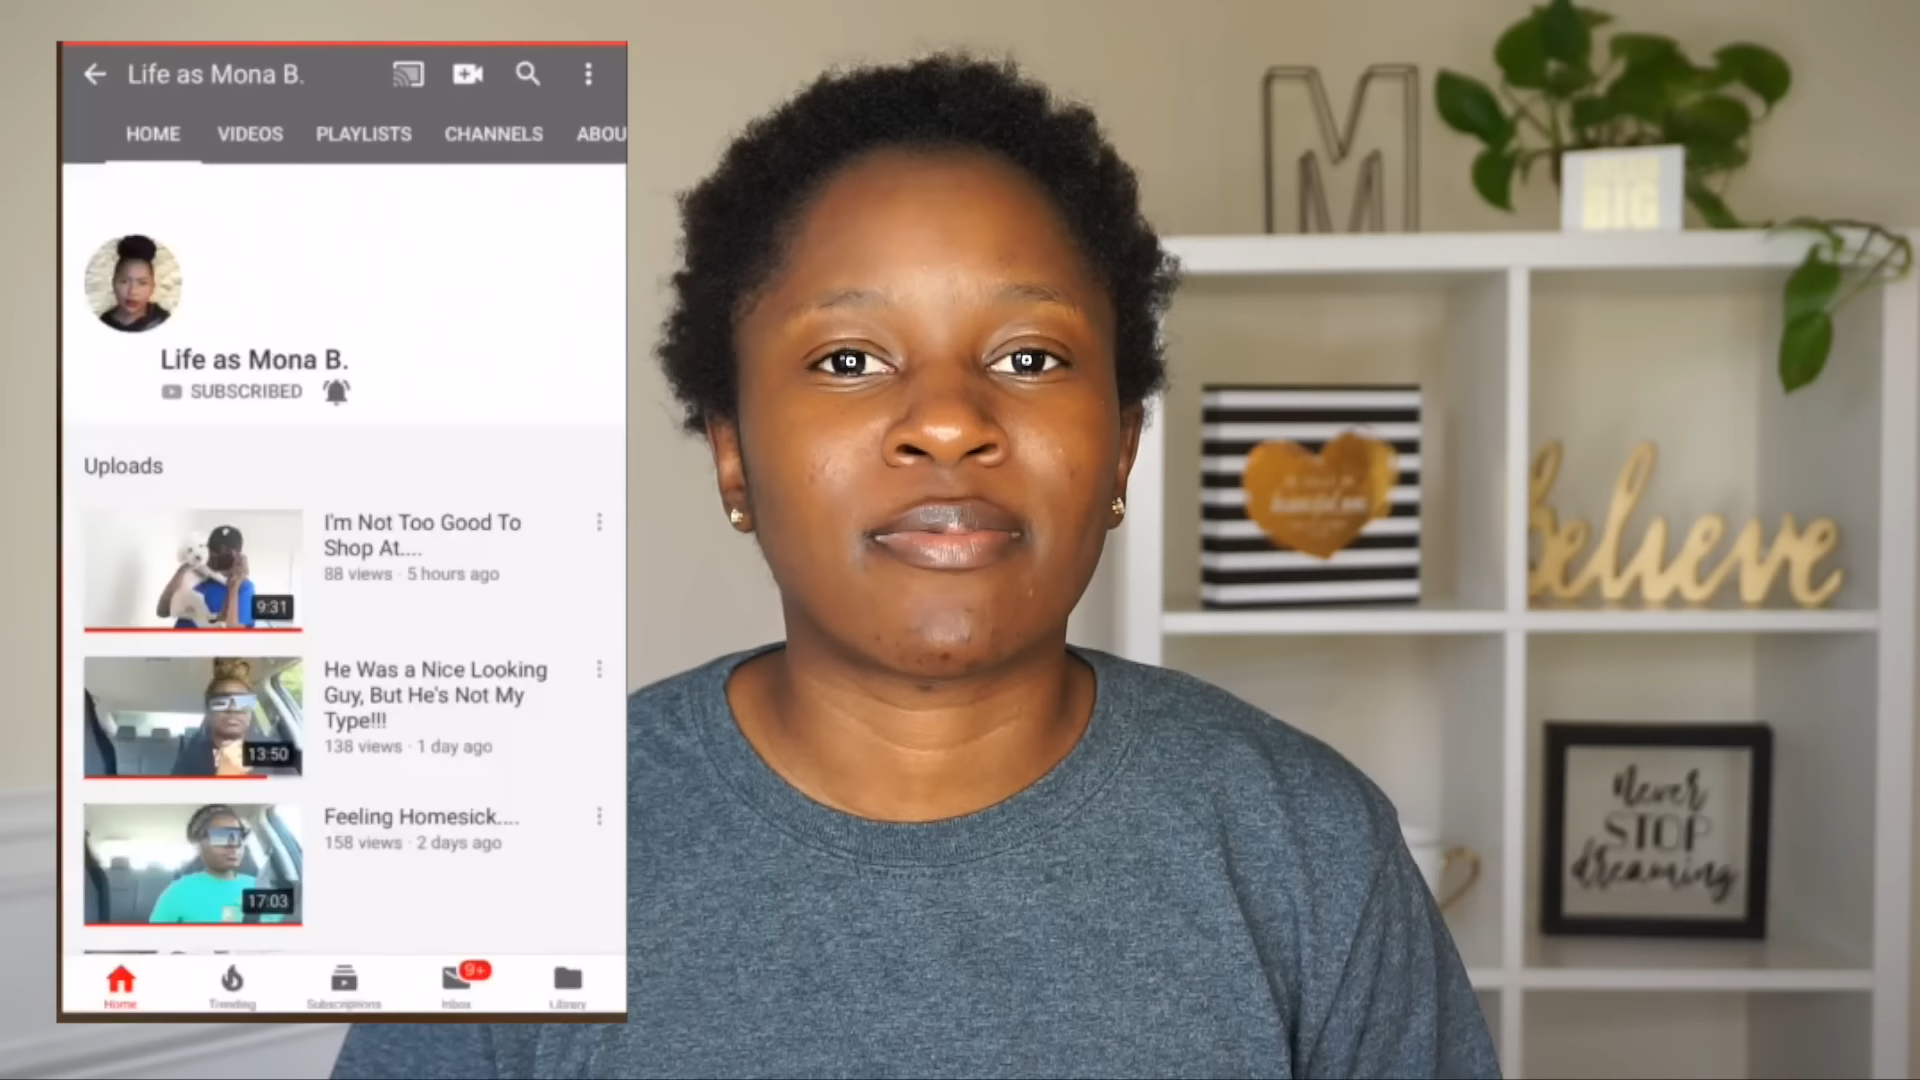 Life as Mona B.
HOME VIDEOS PLAYLISTS CHANNELS ABOU
Life as Mona B.
SUBSCRIBED
Uploads
I'm Not Too Good To
Shop At....
88 views · 5 hours ago
9:31
He Was a Nice Looking
Guy, But He's Not My
Type!!!
138 views · 1 day ago
13:50
Feeling Homesick....
158 views · 2 days ago
17:03
9+
Home Trending Subscriptions Inbox Library
M
BIG
beautiful
believe
never
STOP
dreaming